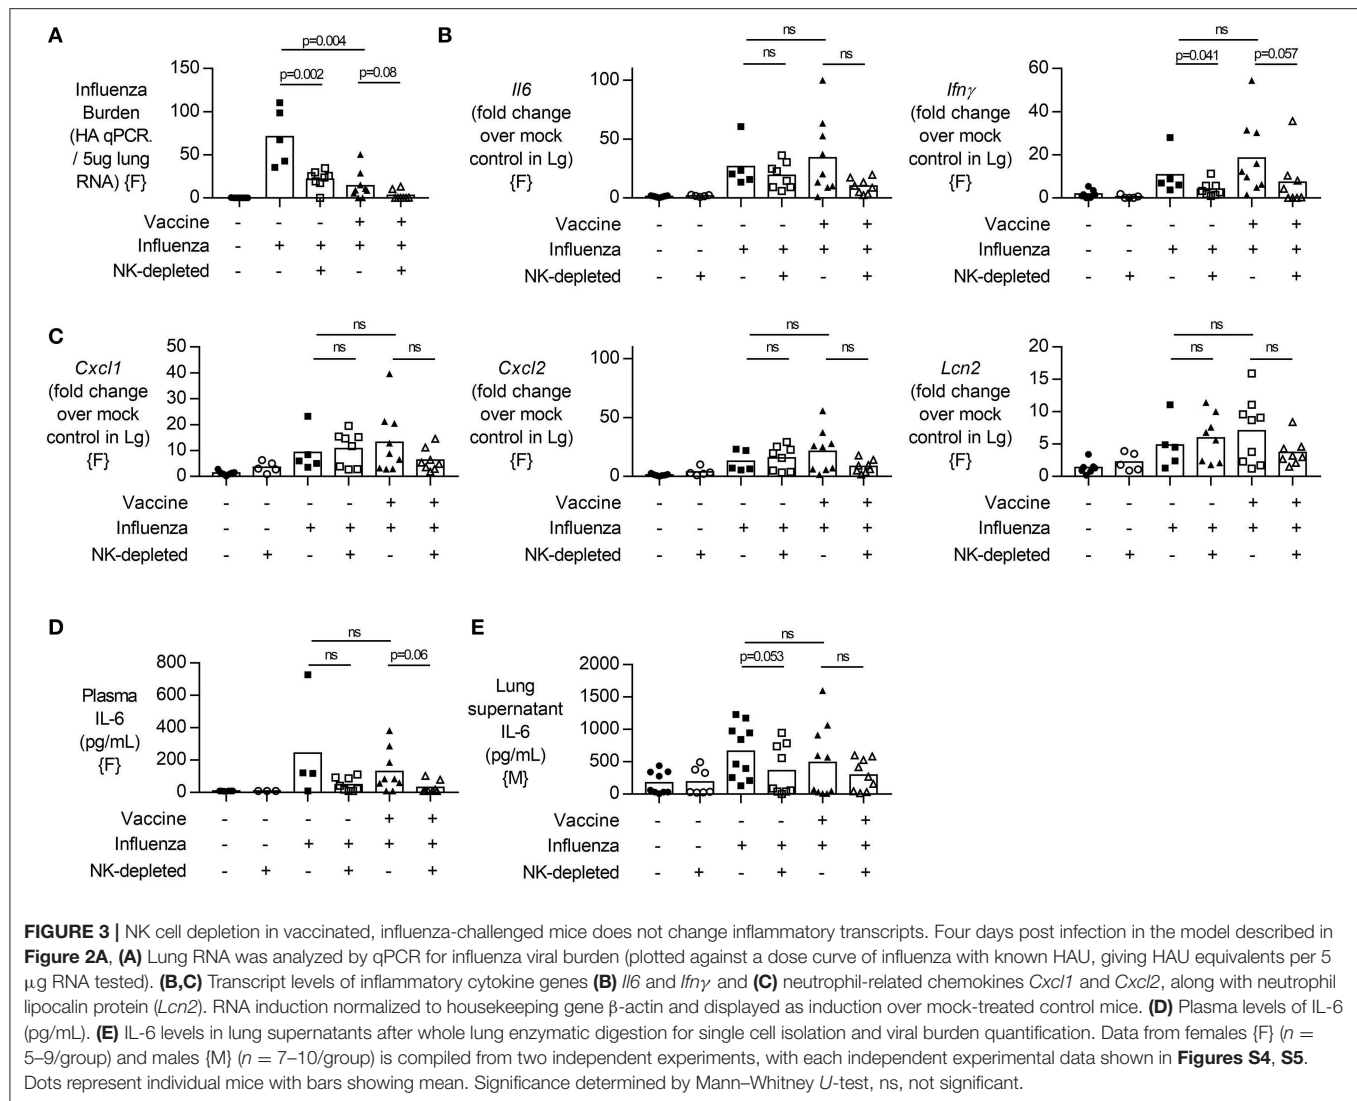 A
p=0.004
p=0.002
p=0.08
Influenza
Burden
(HA qPCR.
/ 5ug lung
RNA) {F}
150
100
50
0
Vaccine - - - + +
Influenza - + + + +
NK-depleted - - + - +
B
ns
ns
ns
Il6
(fold change
over mock
control in Lg)
{F}
100
50
0
Vaccine - - - - + +
Influenza - - + + + +
NK-depleted - + - + - +
ns
p=0.041
p=0.057
Ifnγ
(fold change
over mock
control in Lg)
{F}
60
40
20
0
Vaccine - - - - + +
Influenza - - + + + +
NK-depleted - + - + - +
C
ns
ns
ns
Cxcl1
(fold change
over mock
control in Lg)
{F}
50
40
30
20
10
0
Vaccine - - - - + +
Influenza - - + + + +
NK-depleted - + - + - +
ns
ns
ns
Cxcl2
(fold change
over mock
control in Lg)
{F}
100
50
0
Vaccine - - - - + +
Influenza - - + + + +
NK-depleted - + - + - +
ns
ns
ns
Lcn2
(fold change
over mock
control in Lg)
{F}
20
15
10
5
0
Vaccine - - - - + +
Influenza - - + + + +
NK-depleted - + - + - +
D
ns
ns
p=0.06
Plasma
IL-6
(pg/mL)
{F}
800
600
400
200
0
Vaccine - - - - + +
Influenza - - + + + +
NK-depleted - + - + - +
E
ns
p=0.053
ns
Lung
supernatant
IL-6
(pg/mL)
{M}
2000
1500
1000
500
0
Vaccine - - - - + +
Influenza - - + + + +
NK-depleted - + - + - +
FIGURE 3 | NK cell depletion in vaccinated, influenza-challenged mice does not change inflammatory transcripts. Four days post infection in the model described in
Figure 2A, (A) Lung RNA was analyzed by qPCR for influenza viral burden (plotted against a dose curve of influenza with known HAU, giving HAU equivalents per 5
μg RNA tested). (B,C) Transcript levels of inflammatory cytokine genes (B) Il6 and Ifnγ and (C) neutrophil-related chemokines Cxcl1 and Cxcl2, along with neutrophil
lipocalin protein (Lcn2). RNA induction normalized to housekeeping gene β-actin and displayed as induction over mock-treated control mice. (D) Plasma levels of IL-6
(pg/mL). (E) IL-6 levels in lung supernatants after whole lung enzymatic digestion for single cell isolation and viral burden quantification. Data from females {F} (n =
5–9/group) and males {M} (n = 7–10/group) is compiled from two independent experiments, with each independent experimental data shown in Figures S4, S5.
Dots represent individual mice with bars showing mean. Significance determined by Mann–Whitney U-test, ns, not significant.